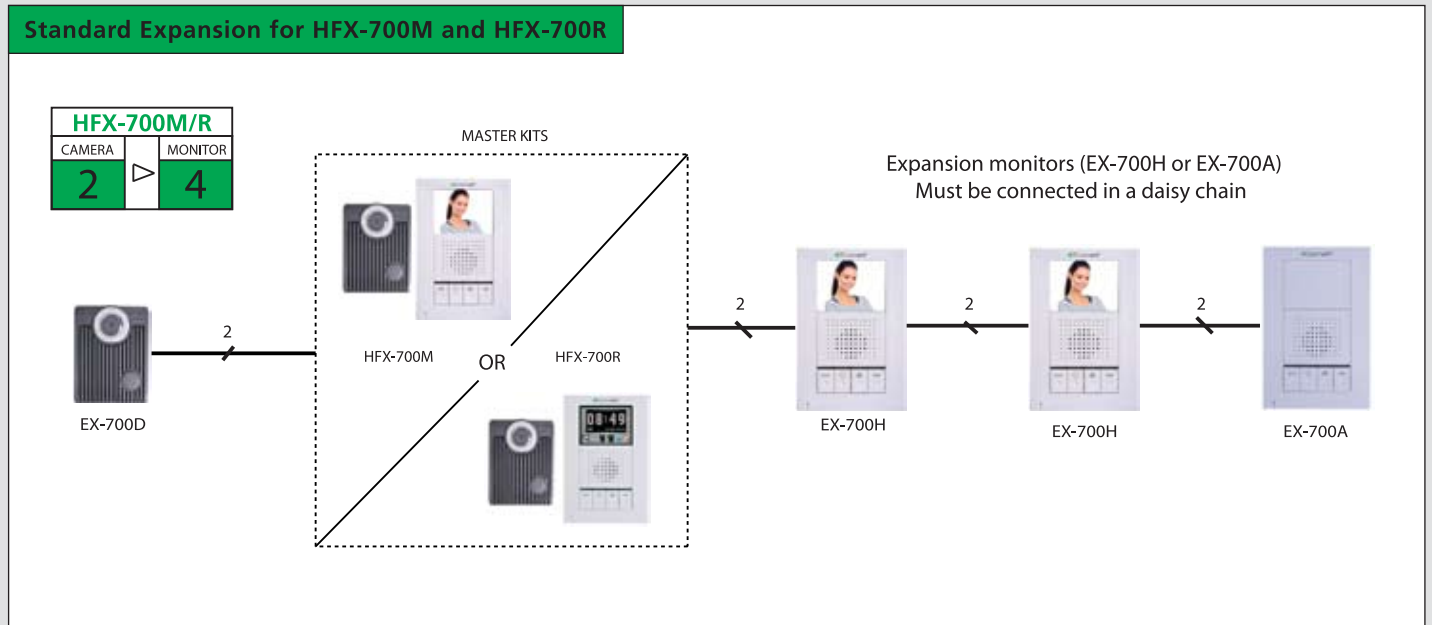 Standard Expansion for HFX-700M and HFX-700R
HFX-700M/R
CAMERA
MONITOR
2
4
MASTER KITS
Expansion monitors (EX-700H or EX-700A)
Must be connected in a daisy chain
2
2
2
2
HFX-700M
OR
HFX-700R
08:49
EX-700D
EX-700H
EX-700H
EX-700A